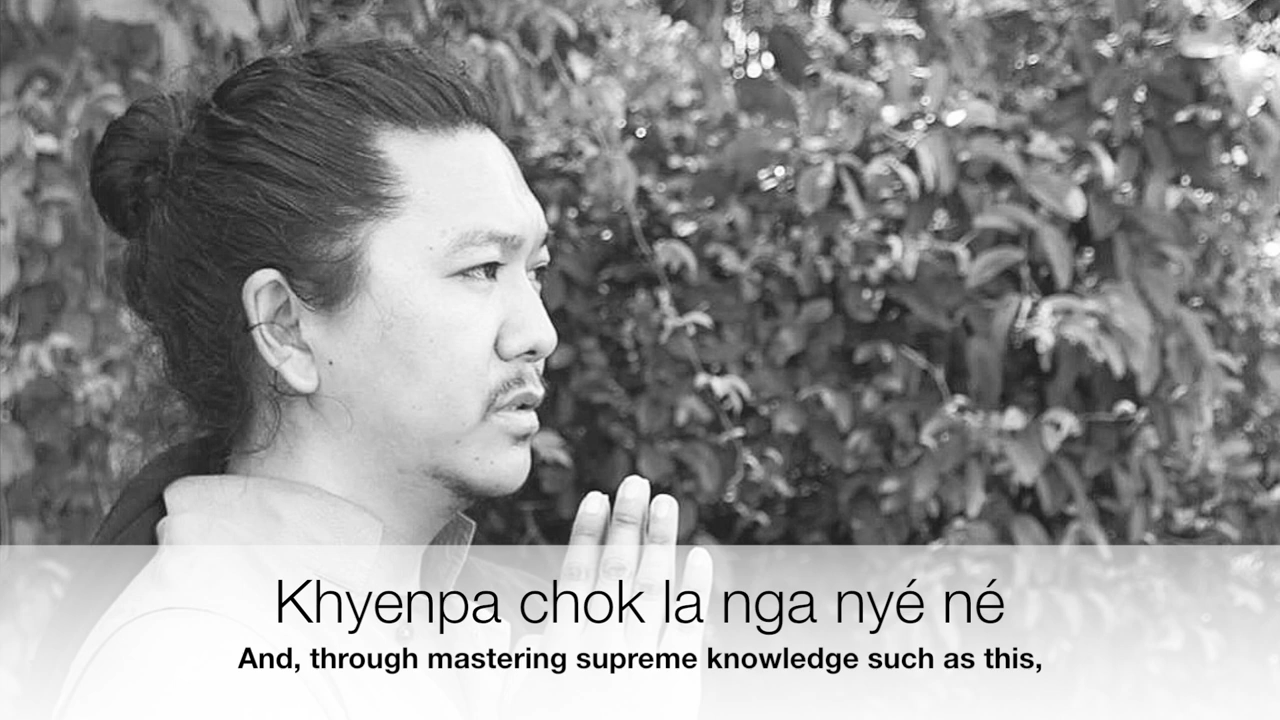 Khyenpa chok la nga nyé né
And, through mastering supreme knowledge such as this,